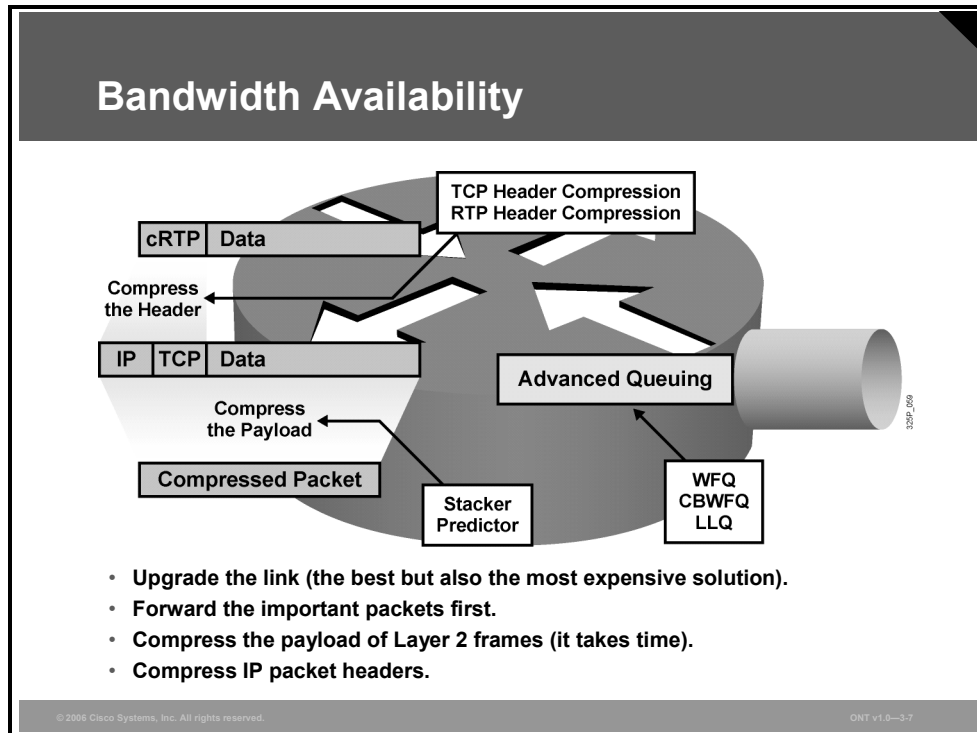 Bandwidth Availability
TCP Header Compression
RTP Header Compression
cRTP Data
Compress
the Header
IP TCP Data
Advanced Queuing
Compress
the Payload
Compressed Packet
Stacker
Predictor
WFQ
CBWFQ
LLQ
325P_059
• Upgrade the link (the best but also the most expensive solution).
• Forward the important packets first.
• Compress the payload of Layer 2 frames (it takes time).
• Compress IP packet headers.
© 2006 Cisco Systems, Inc. All rights reserved.
ONT v1.0—3-7